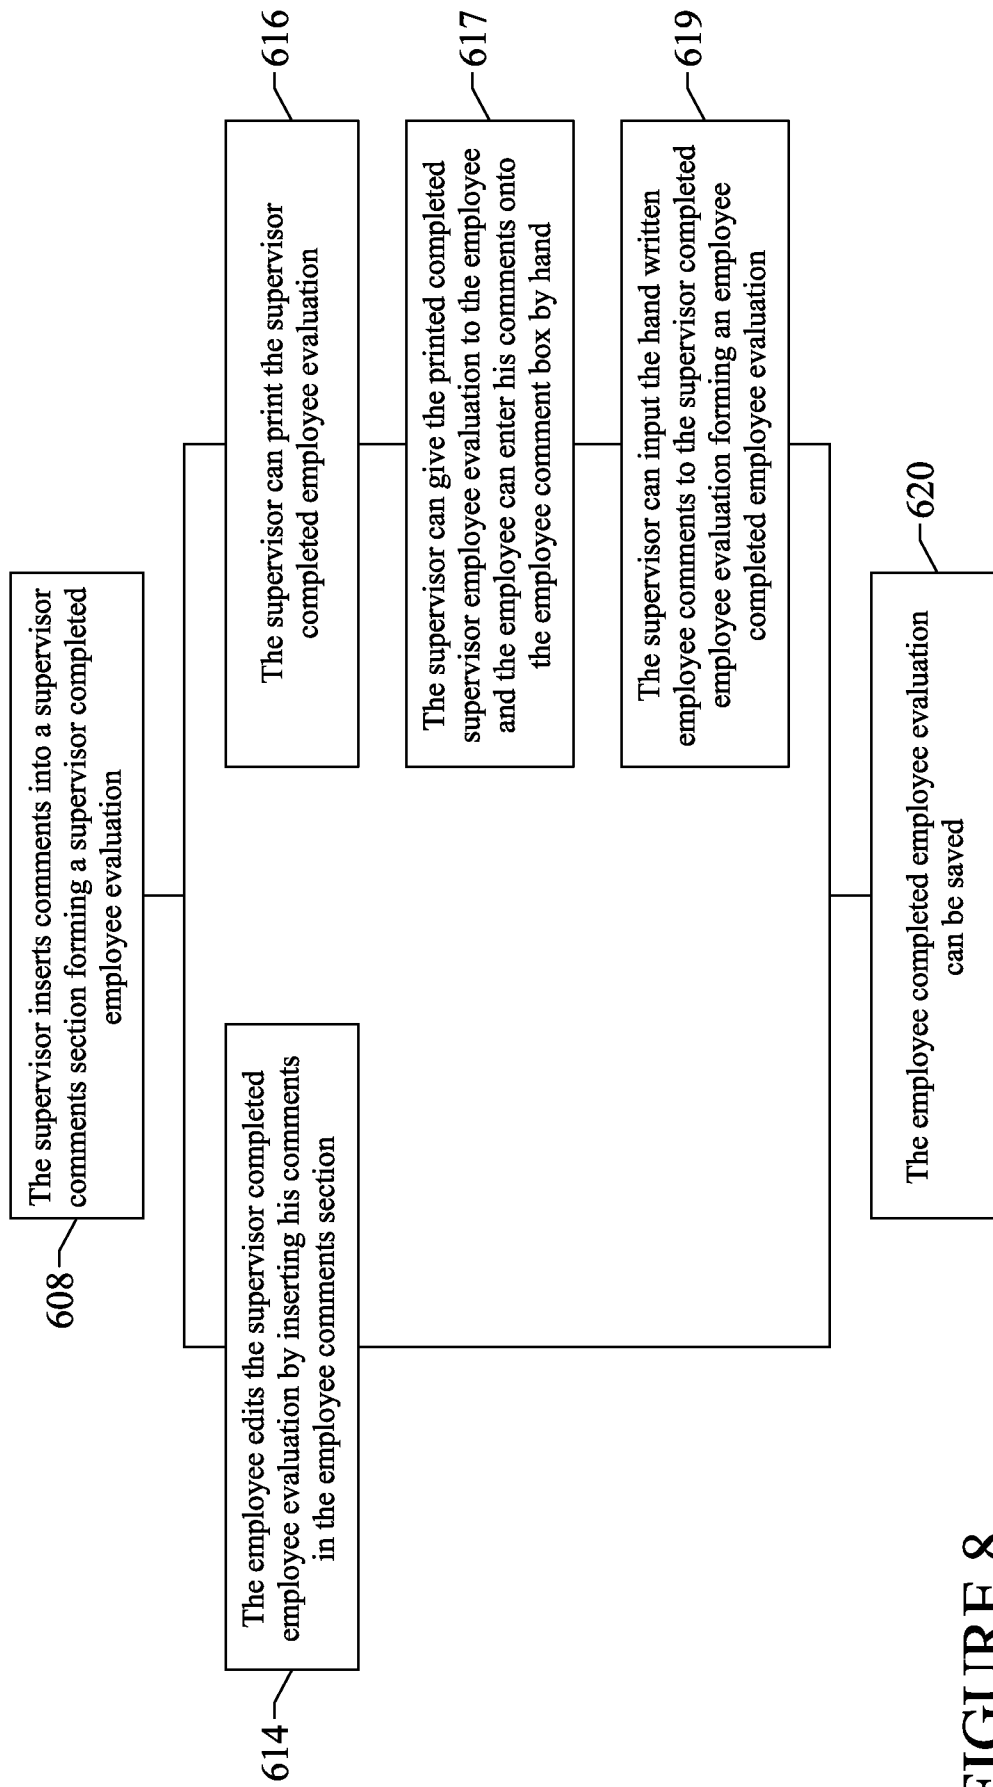 The supervisor inserts comments into a supervisor
comments section forming a supervisor completed
employee evaluation
608
The employee edits the supervisor completed
employee evaluation by inserting his comments
in the employee comments section
614
The supervisor can print the supervisor
completed employee evaluation
616
The supervisor can give the printed completed
supervisor employee evaluation to the employee
and the employee can enter his comments onto
the employee comment box by hand
617
The supervisor can input the hand written
employee comments to the supervisor completed
employee evaluation forming an employee
completed employee evaluation
619
The employee completed employee evaluation
can be saved
620
FIGURE 8